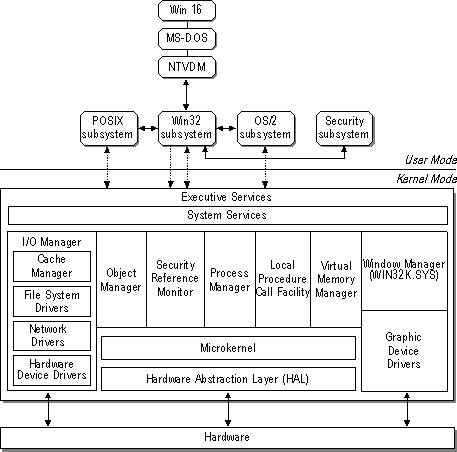 Win 16
MS-DOS
NTVDM
POSIX
subsystem
Win32
subsystem
OS/2
subsystem
Security
subsystem
User Mode
Kernel Mode
Executive Services
System Services
I/O Manager
Cache
Manager
File System
Drivers
Network
Drivers
Hardware
Device Drivers
Object
Manager
Security
Reference
Monitor
Process
Manager
Local
Procedure
Call Facility
Virtual
Memory
Manager
Window Manager
(WIN32K.SYS)
Graphic
Device
Drivers
Microkernel
Hardware Abstraction Layer (HAL)
Hardware